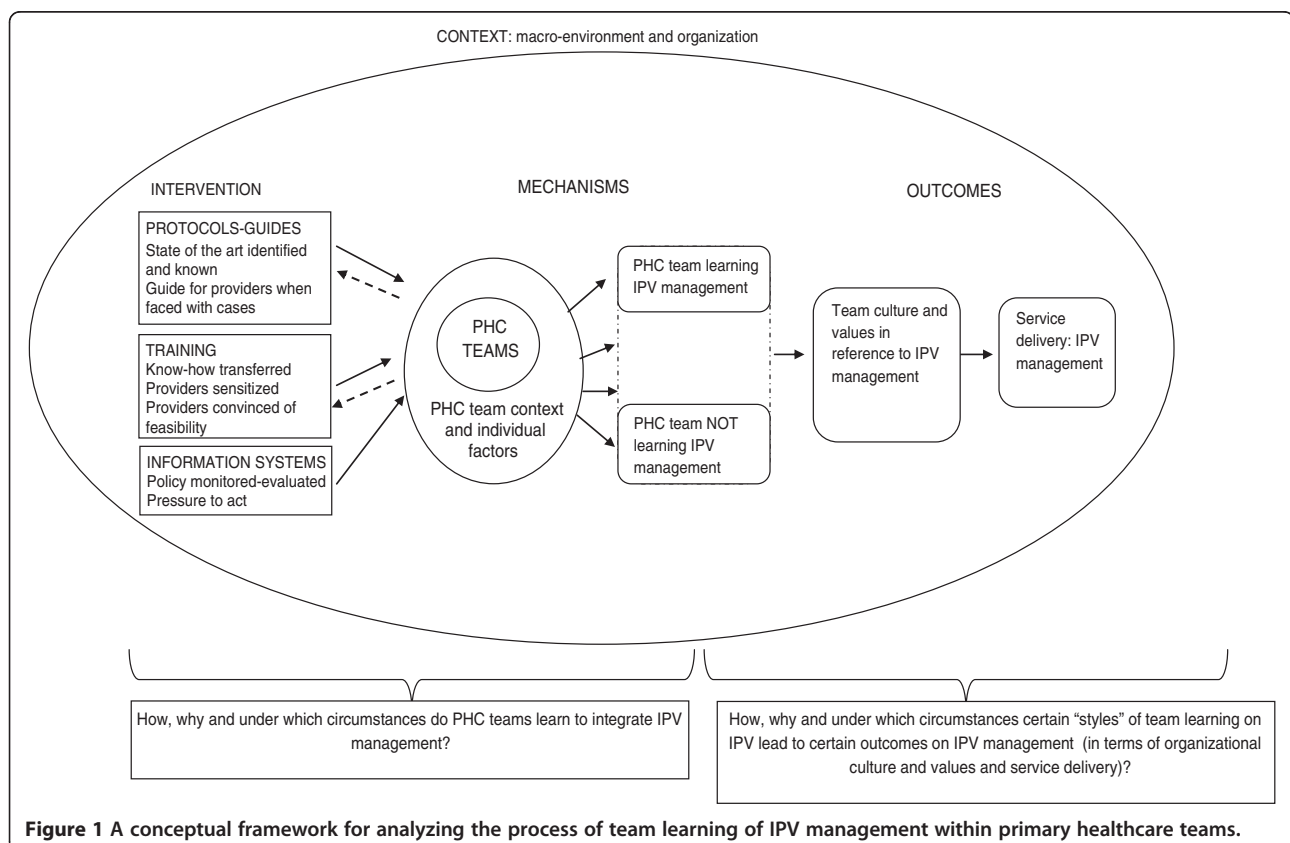 CONTEXT: macro-environment and organization
INTERVENTION
MECHANISMS
OUTCOMES
PROTOCOLS-GUIDES
State of the art identified
and known
Guide for providers when
faced with cases
TRAINING
Know-how transferred
Providers sensitized
Providers convinced of
feasibility
INFORMATION SYSTEMS
Policy monitored-evaluated
Pressure to act
PHC
TEAMS
PHC team context
and individual
factors
PHC team learning
IPV management
PHC team NOT
learning IPV
management
Team culture and
values in
reference to IPV
management
Service
delivery: IPV
management
How, why and under which circumstances do PHC teams learn to integrate IPV
management?
How, why and under which circumstances certain “styles” of team learning on
IPV lead to certain outcomes on IPV management (in terms of organizational
culture and values and service delivery)?
Figure 1 A conceptual framework for analyzing the process of team learning of IPV management within primary healthcare teams.